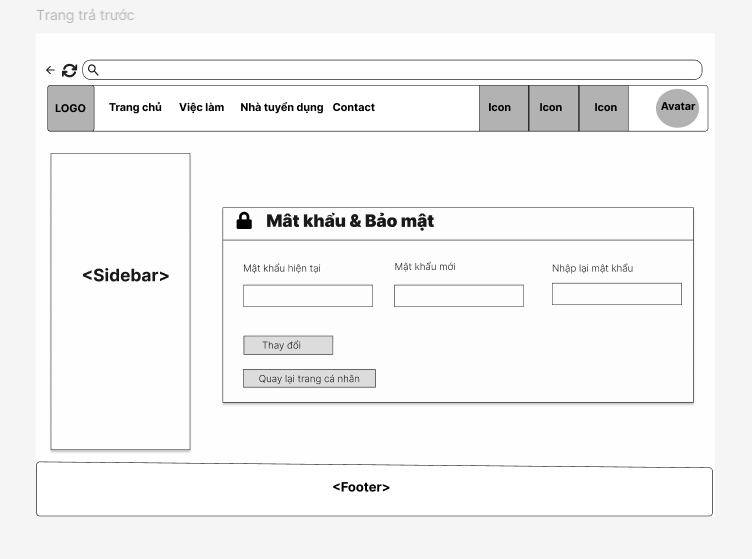 Trang trả trước
LOGO Trang chủ Việc làm Nhà tuyển dụng Contact Icon Icon Icon Avatar
<Sidebar>
Mât khẩu & Bảo mật
Mật khẩu hiện tại Mật khẩu mới Nhập lại mật khẩu
Thay đổi
Quay lại trang cá nhân
<Footer>